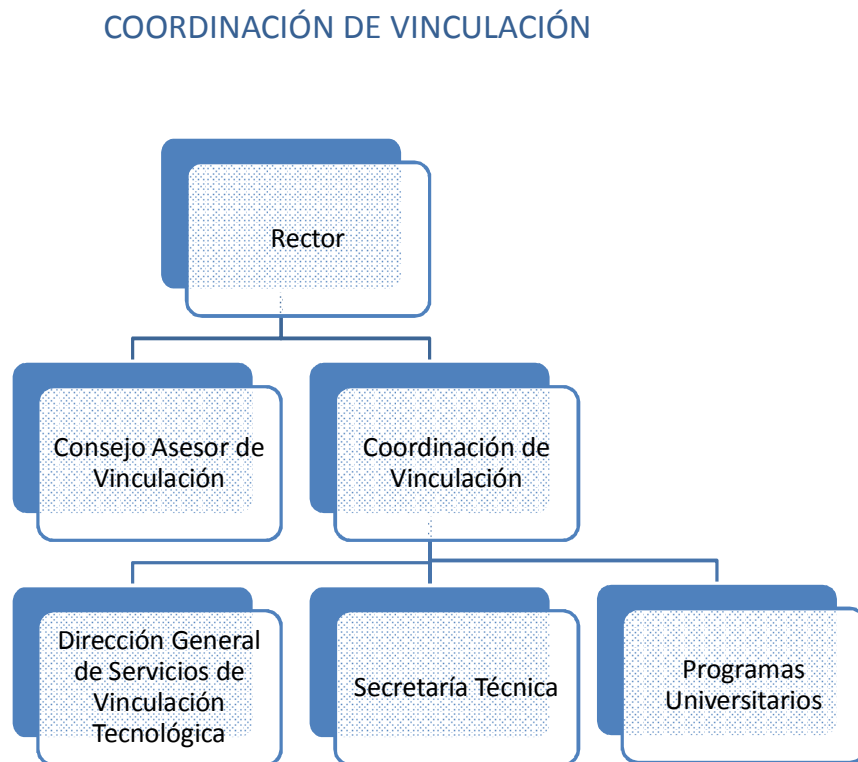 COORDINACIÓN DE VINCULACIÓN
Rector
Consejo Asesor de
Vinculación
Coordinación de
Vinculación
Dirección General
de Servicios de
Vinculación
Tecnológica
Secretaría Técnica
Programas
Universitarios